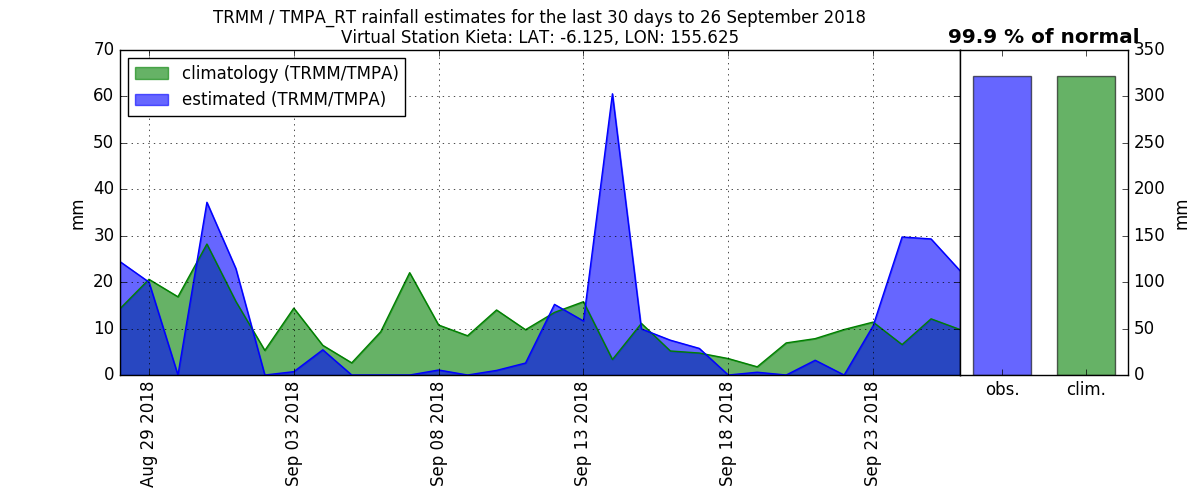 TRMM / TMPA_RT rainfall estimates for the last 30 days to 26 September 2018
Virtual Station Kieta: LAT: -6.125, LON: 155.625
99.9 % of normal
climatology (TRMM/TMPA)
estimated (TRMM/TMPA)
70
60
50
40
30
20
10
0
mm
Aug 29 2018
Sep 03 2018
Sep 08 2018
Sep 13 2018
Sep 18 2018
Sep 23 2018
350
300
250
200
150
100
50
0
mm
obs.
clim.